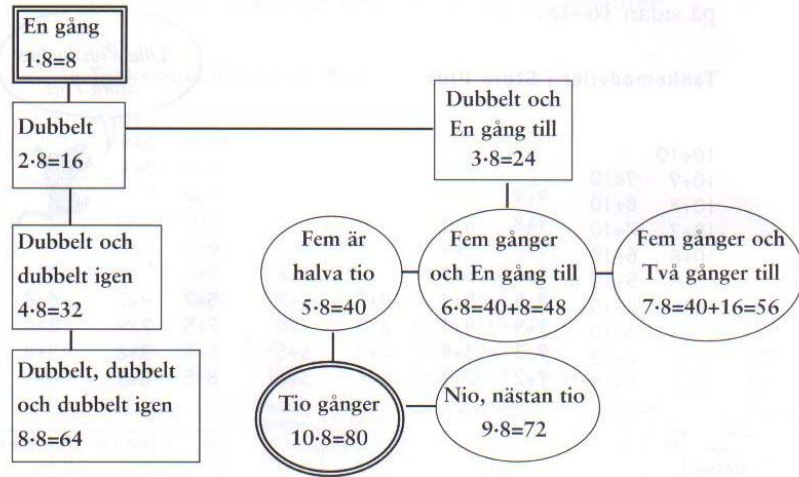 på sidan
En gång
1·8=8
Dubbelt
2·8=16
Dubbelt och
En gång till
3·8=24
Dubbelt och
dubbelt igen
4·8=32
Fem är
halva tio
5·8=40
Fem gånger
och En gång till
6·8=40+8=48
Fem gånger och
Två gånger till
7·8=40+16=56
Dubbelt, dubbelt
och dubbelt igen
8·8=64
Tio gånger
10·8=80
Nio, nästan tio
9·8=72